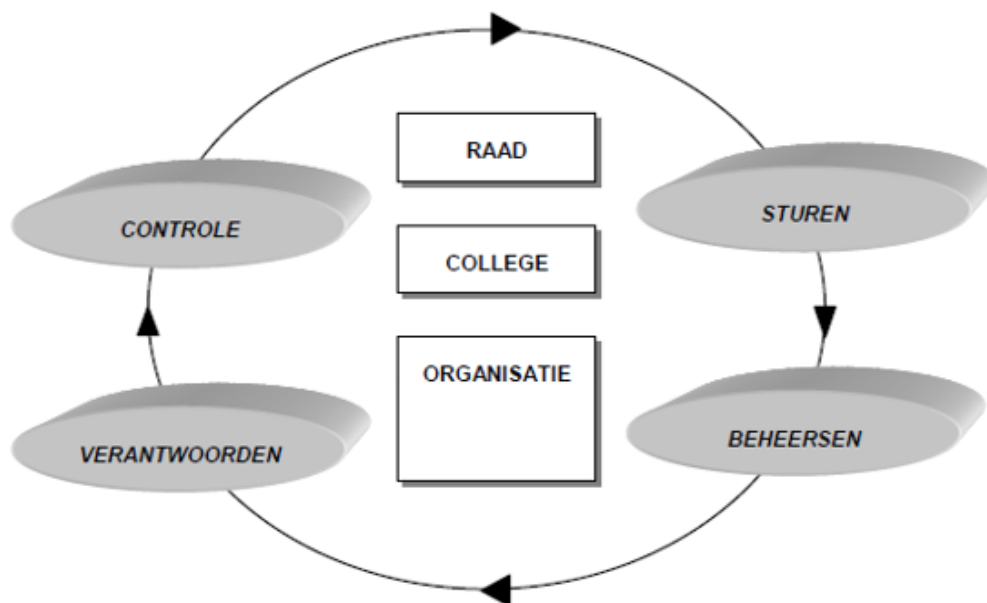 RAAD
CONTROLE
STUREN
COLLEGE
ORGANISATIE
VERANTWOORDEN
BEHEERSEN